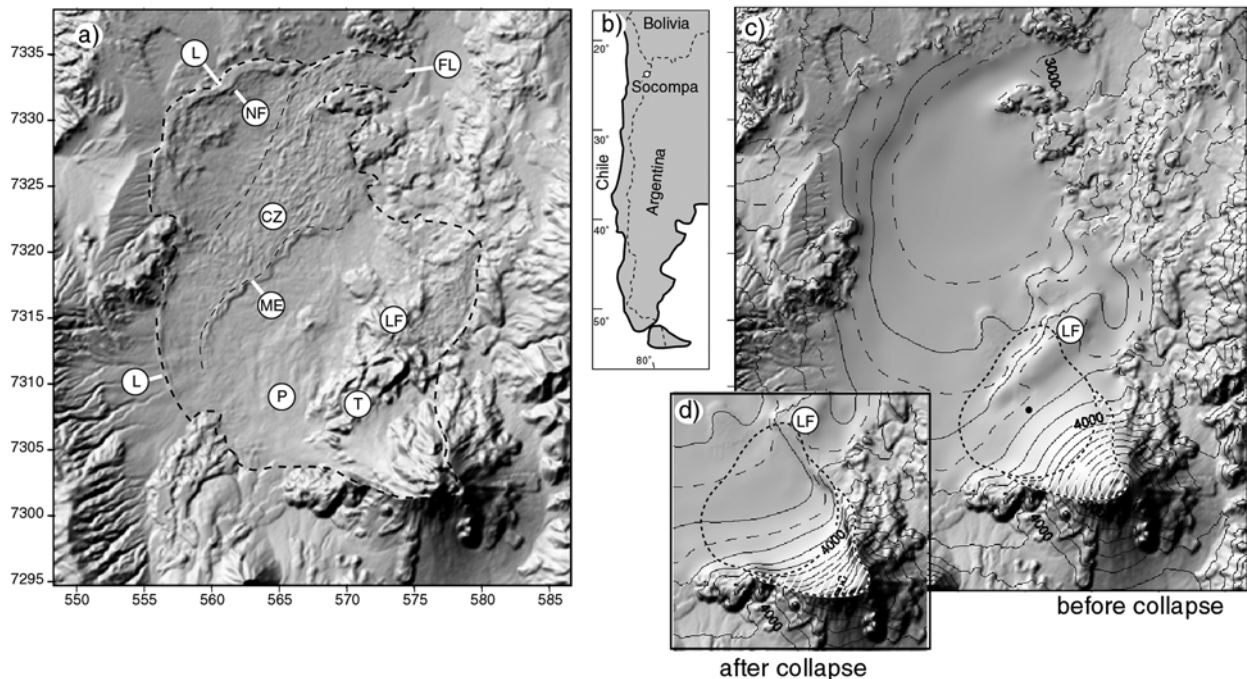 a)
7335
7330
7325
7320
7315
7310
7305
7300
7295
550 555 560 565 570 575 580 585
L
FL
NF
CZ
ME
LF
L
P
T
b)
Bolivia
20°
Socompa
30°
Chile
Argentina
40°
50°
80°
c)
3000
LF
4000
4000
before collapse
d)
LF
4000
4000
after collapse